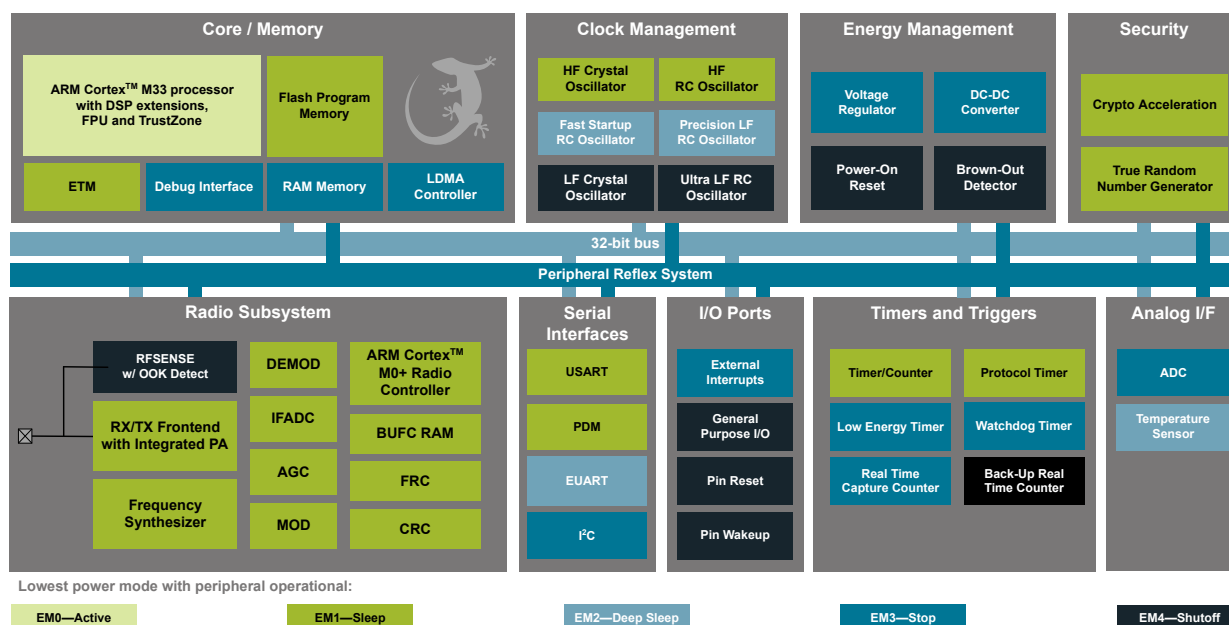 Core / Memory
ARM Cortex™ M33 processor
with DSP extensions,
FPU and TrustZone
Flash Program
Memory
ETM
Debug Interface
RAM Memory
LDMA
Controller
Clock Management
HF Crystal
Oscillator
HF
RC Oscillator
Fast Startup
RC Oscillator
Precision LF
RC Oscillator
LF Crystal
Oscillator
Ultra LF RC
Oscillator
Energy Management
Voltage
Regulator
DC-DC
Converter
Power-On
Reset
Brown-Out
Detector
Security
Crypto Acceleration
True Random
Number Generator
32-bit bus
Peripheral Reflex System
Radio Subsystem
RFSENSE
w/ OOK Detect
RX/TX Frontend
with Integrated PA
Frequency
Synthesizer
DEMOD
IFADC
AGC
MOD
ARM Cortex™
M0+ Radio
Controller
BUFC RAM
FRC
CRC
Serial
Interfaces
USART
PDM
EUART
I²C
I/O Ports
External
Interrupts
General
Purpose I/O
Pin Reset
Pin Wakeup
Timers and Triggers
Timer/Counter
Protocol Timer
Low Energy Timer
Watchdog Timer
Real Time
Capture Counter
Back-Up Real
Time Counter
Analog I/F
ADC
Temperature
Sensor
Lowest power mode with peripheral operational:
EM0—Active
EM1—Sleep
EM2—Deep Sleep
EM3—Stop
EM4—Shutoff